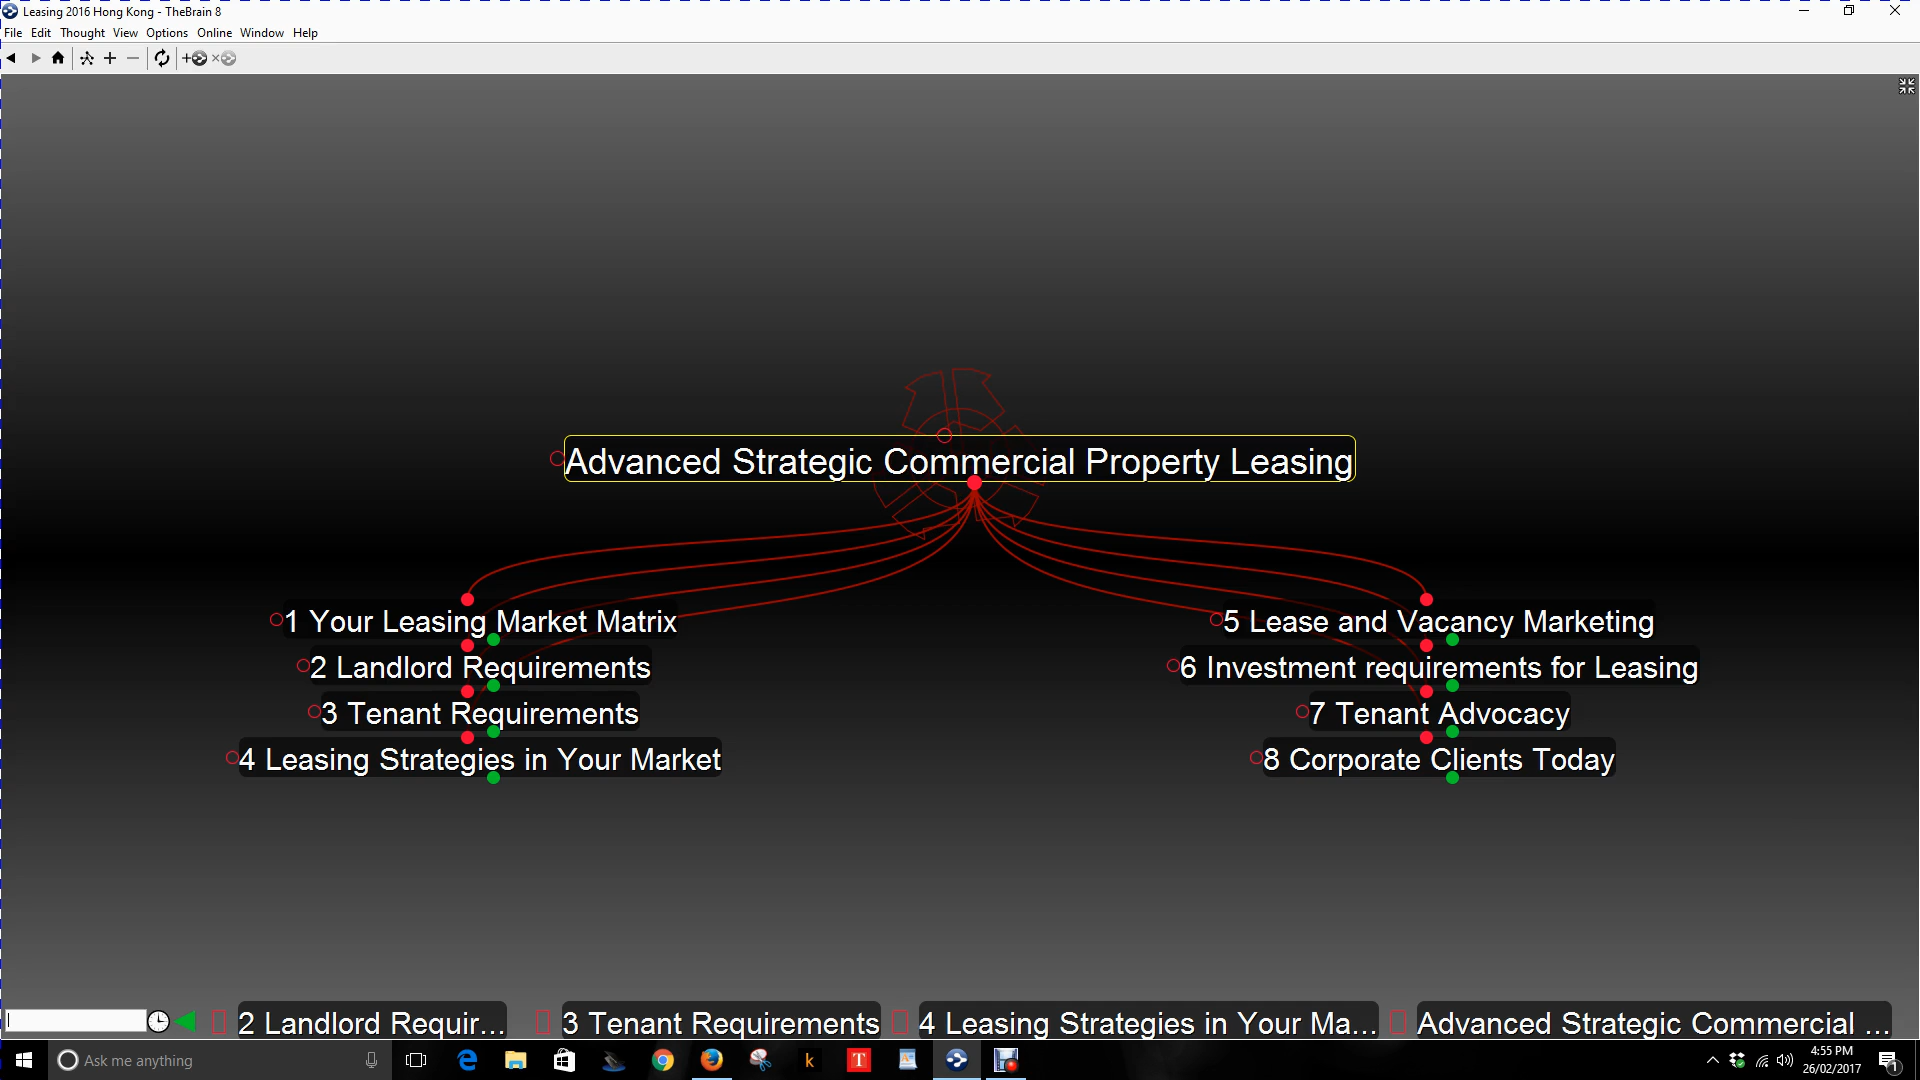 Leasing 2016 Hong Kong - TheBrain 8
File Edit Thought View Options Online Window Help
Advanced Strategic Commercial Property Leasing
1 Your Leasing Market Matrix
2 Landlord Requirements
3 Tenant Requirements
4 Leasing Strategies in Your Market
5 Lease and Vacancy Marketing
6 Investment requirements for Leasing
7 Tenant Advocacy
8 Corporate Clients Today
2 Landlord Requir... 3 Tenant Requirements 4 Leasing Strategies in Your Ma... Advanced Strategic Commercial ...
Ask me anything
k
T
4:55 PM
26/02/2017
1